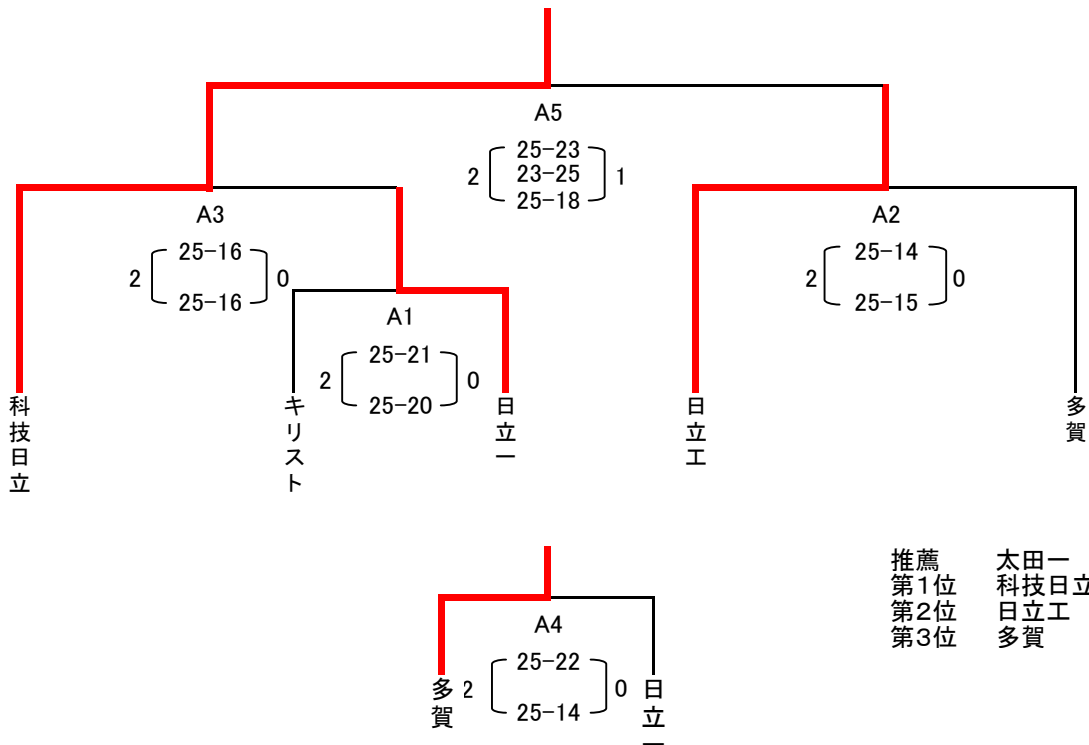 A5
25-23
2 23-25 1
25-18
A3
25-16
2 0
25-16
A2
25-14
2 0
25-15
A1
25-21
2 0
25-20
科技日立
キリスト
日立一
日立工
多賀
推薦 太田一
第1位 科技日立
第2位 日立工
第3位 多賀
A4
25-22
2 0
25-14
多賀
日立一